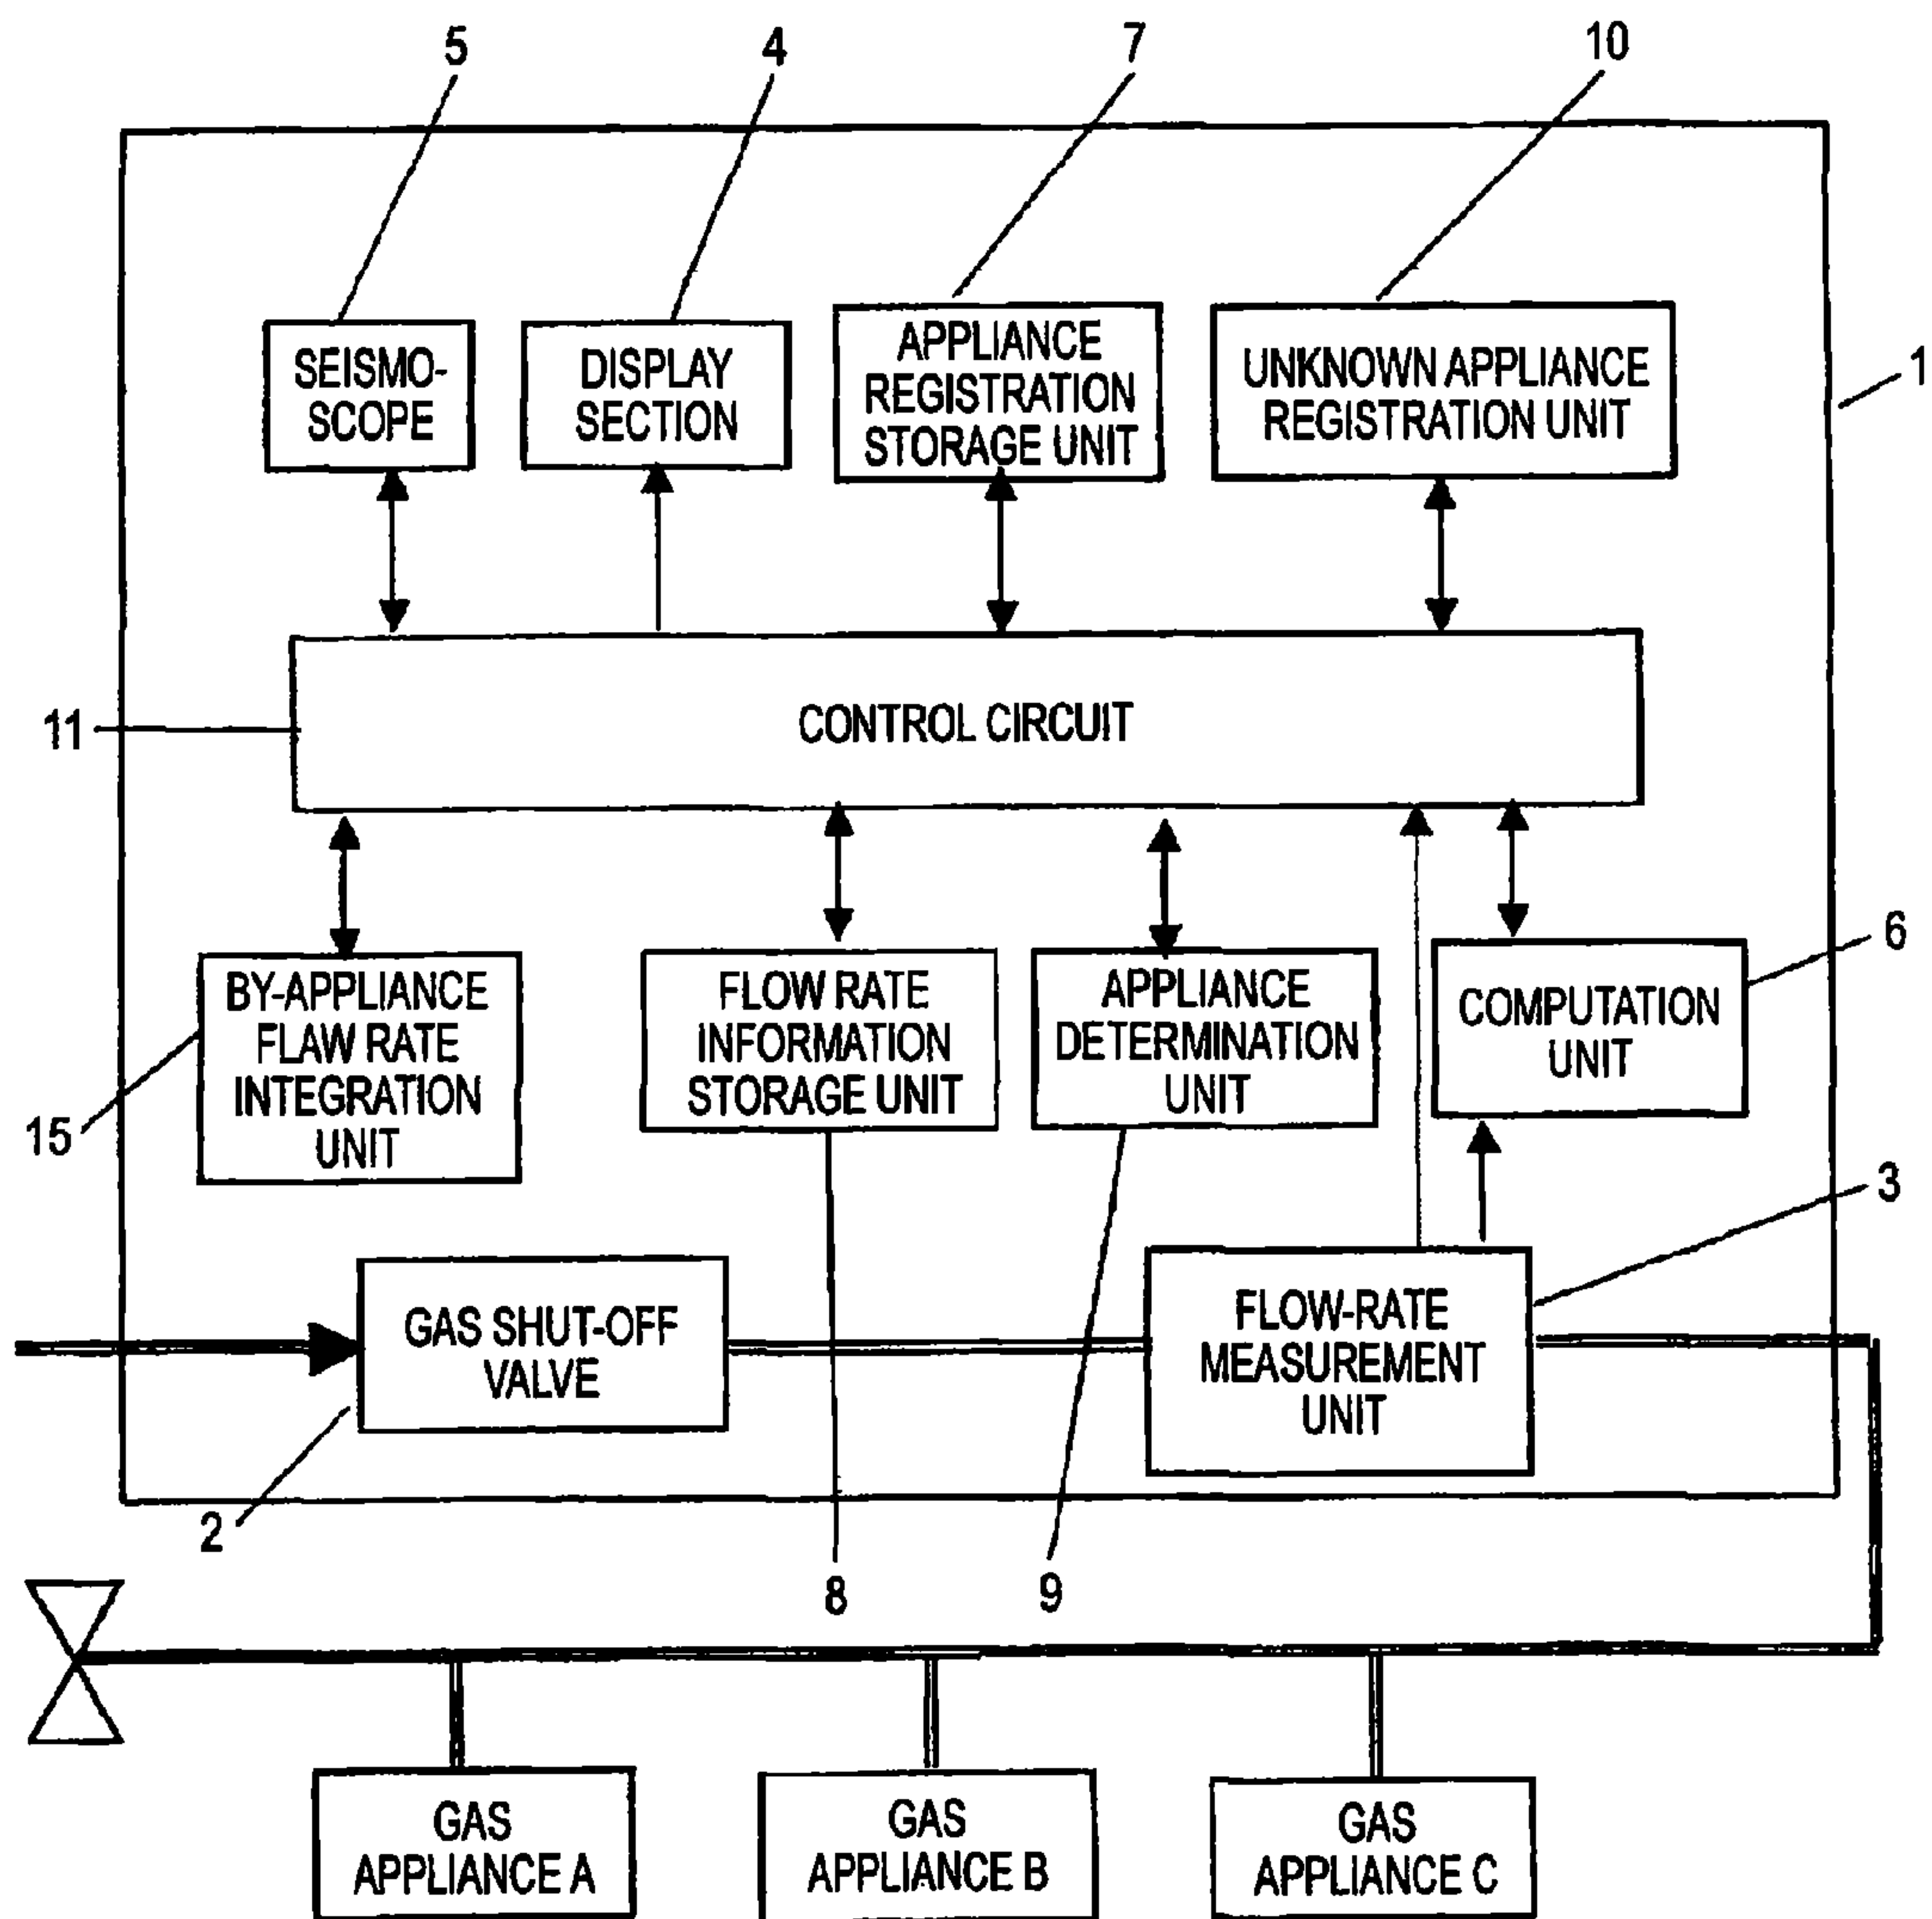 5
4
7
10
SEISMO-
SCOPE
DISPLAY
SECTION
APPLIANCE
REGISTRATION
STORAGE UNIT
UNKNOWN APPLIANCE
REGISTRATION UNIT
1
11
CONTROL CIRCUIT
BY-APPLIANCE
FLAW RATE
INTEGRATION
UNIT
FLOW RATE
INFORMATION
STORAGE UNIT
APPLIANCE
DETERMINATION
UNIT
COMPUTATION
UNIT
6
15
3
GAS SHUT-OFF
VALVE
FLOW-RATE
MEASUREMENT
UNIT
2
8
9
GAS
APPLIANCE A
GAS
APPLIANCE B
GAS
APPLIANCE C